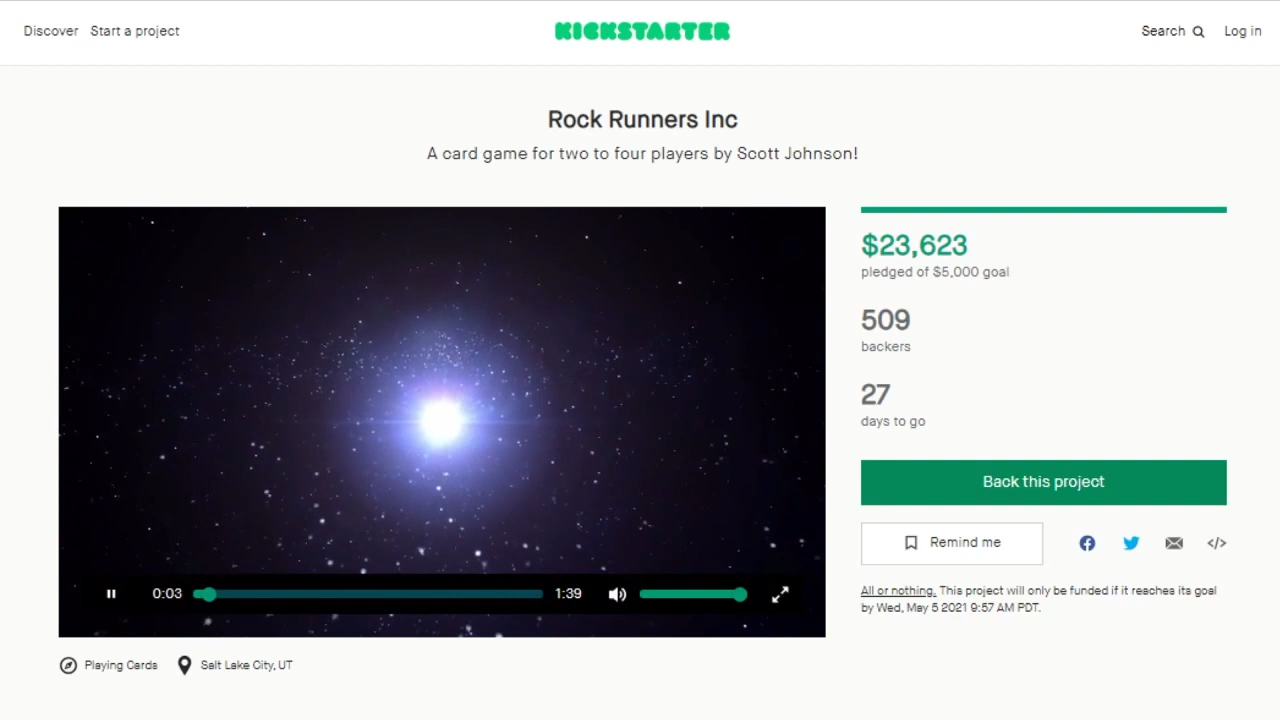 Discover Start a project KICKSTARTER Search Log in
Rock Runners Inc
A card game for two to four players by Scott Johnson!
$23,623
pledged of $5,000 goal
509
backers
27
days to go
Back this project
Remind me </>
All or nothing. This project will only be funded if it reaches its goal
by Wed, May 5 2021 9:57 AM PDT.
0:03 1:39
Playing Cards Salt Lake City, UT